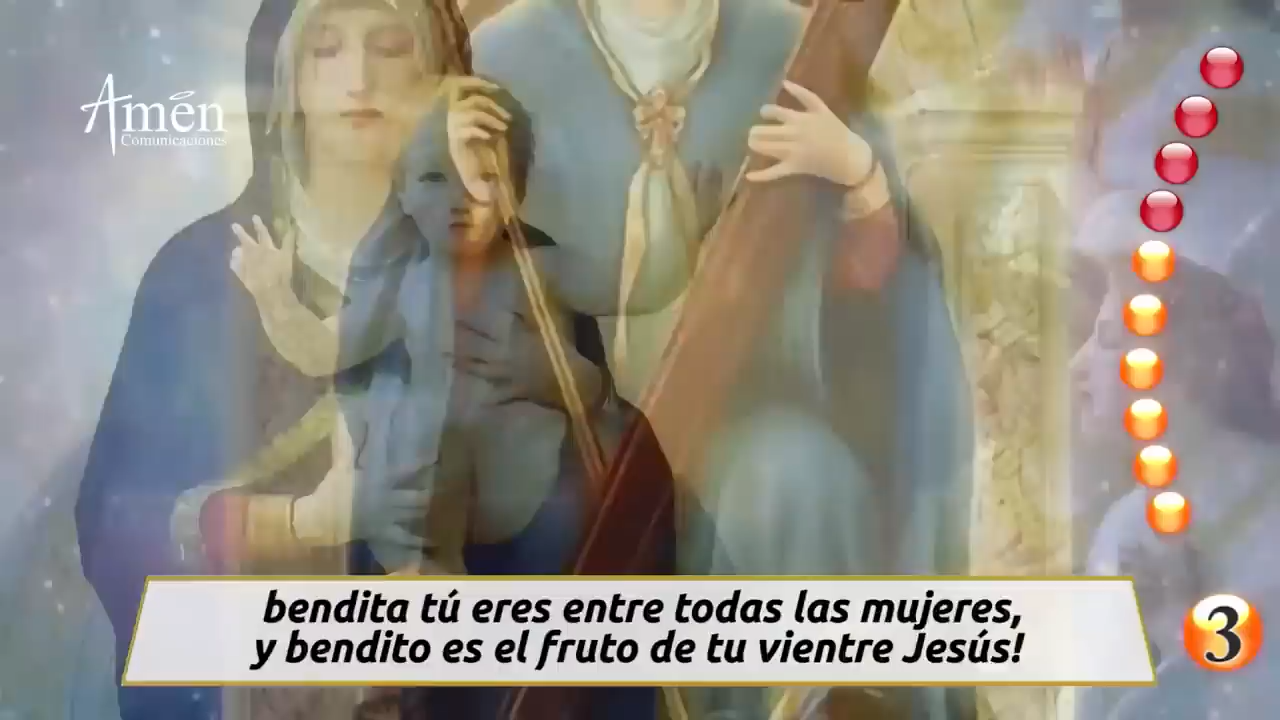 Amén
Comunicaciones
bendita tú eres entre todas las mujeres,
y bendito es el fruto de tu vientre Jesús!
3